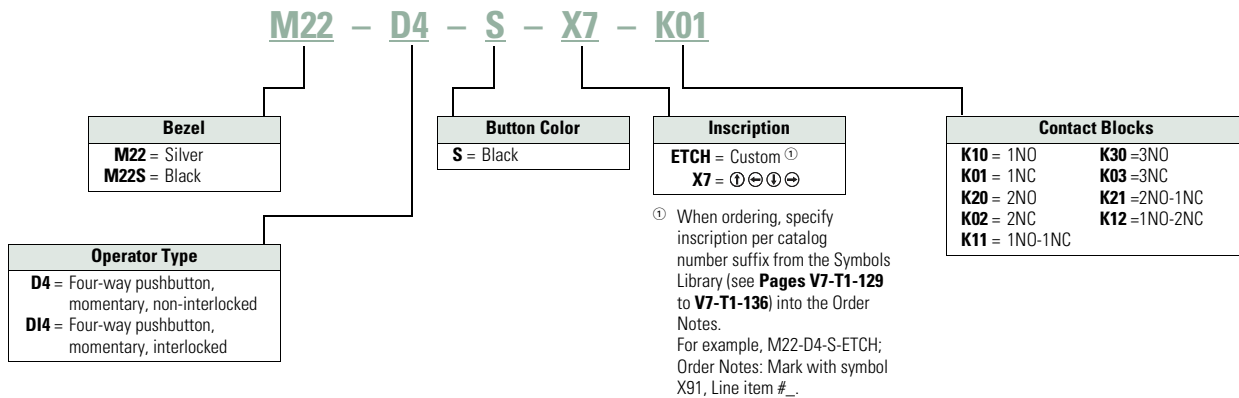 M22 – D4 – S – X7 – K01
Bezel
M22 = Silver
M22S = Black
Operator Type
D4 = Four-way pushbutton,
momentary, non-interlocked
DI4 = Four-way pushbutton,
momentary, interlocked
Button Color
S = Black
Inscription
ETCH = Custom ①
X7 = ⬆⬅⬇➡
① When ordering, specify
inscription per catalog
number suffix from the Symbols
Library (see Pages V7-T1-129
to V7-T1-136) into the Order
Notes.
For example, M22-D4-S-ETCH;
Order Notes: Mark with symbol
X91, Line item #_.
Contact Blocks
K10 = 1NO K30 =3NO
K01 = 1NC K03 =3NC
K20 = 2NO K21 =2NO-1NC
K02 = 2NC K12 =1NO-2NC
K11 = 1NO-1NC